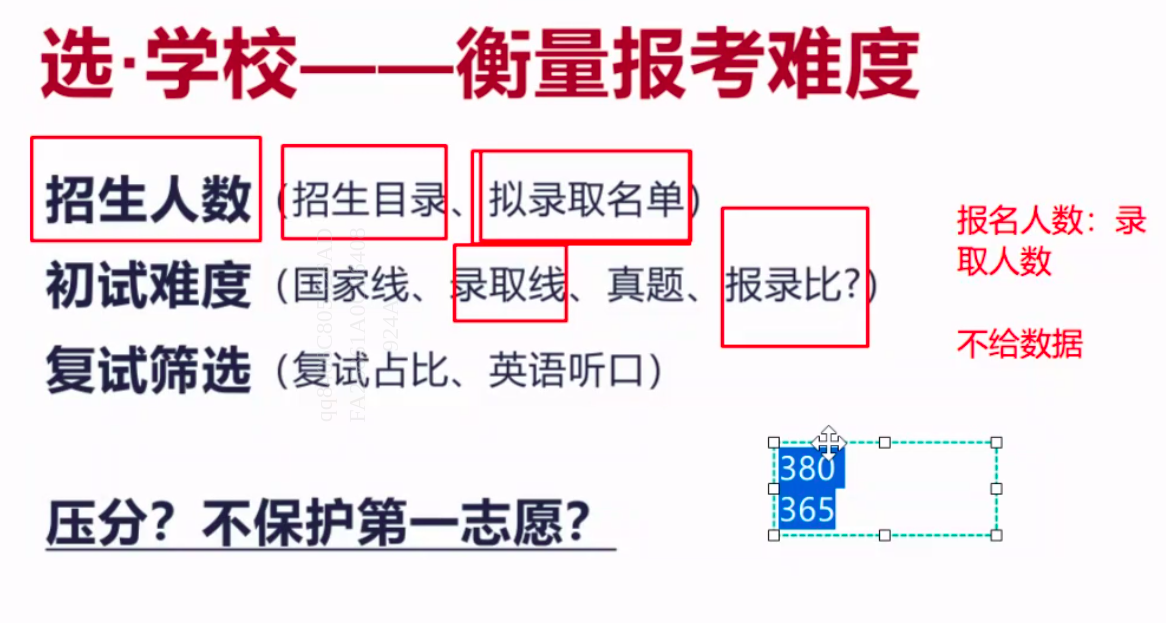 选·学校——衡量报考难度
招生人数（招生目录、拟录取名单）
初试难度（国家线、录取线、真题、报录比?）
复试筛选（复试占比、英语听口）
报名人数：录
取人数
不给数据
380
365
压分？不保护第一志愿？